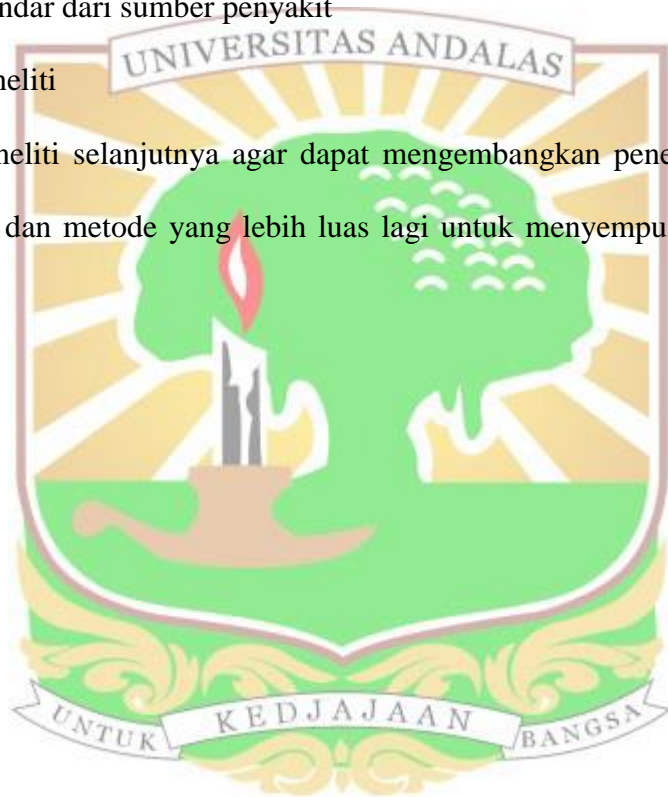 ndar dari sumber penyakit
UNIVERSITAS ANDALAS
neliti
neliti selanjutnya agar dapat mengembangkan pene
dan metode yang lebih luas lagi untuk menyempu
UNTUK KEDJAJAAN BANGSA